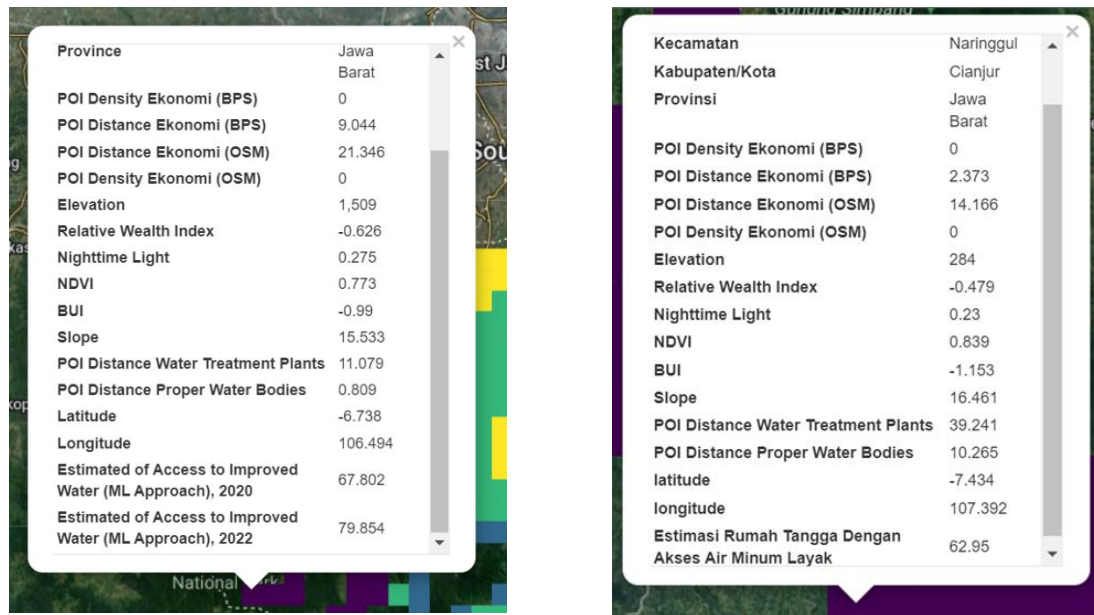 Province Jawa
Barat
POI Density Ekonomi (BPS) 0
POI Distance Ekonomi (BPS) 9.044
POI Distance Ekonomi (OSM) 21.346
POI Density Ekonomi (OSM) 0
Elevation 1,509
Relative Wealth Index -0.626
Nighttime Light 0.275
NDVI 0.773
BUI -0.99
Slope 15.533
POI Distance Water Treatment Plants 11.079
POI Distance Proper Water Bodies 0.809
Latitude -6.738
Longitude 106.494
Estimated of Access to Improved
Water (ML Approach), 2020 67.802
Estimated of Access to Improved
Water (ML Approach), 2022 79.854
National
Gunung Simpang
Kecamatan Naringgul
Kabupaten/Kota Cianjur
Provinsi Jawa
Barat
POI Density Ekonomi (BPS) 0
POI Distance Ekonomi (BPS) 2.373
POI Distance Ekonomi (OSM) 14.166
POI Density Ekonomi (OSM) 0
Elevation 284
Relative Wealth Index -0.479
Nighttime Light 0.23
NDVI 0.839
BUI -1.153
Slope 16.461
POI Distance Water Treatment Plants 39.241
POI Distance Proper Water Bodies 10.265
latitude -7.434
longitude 107.392
Estimasi Rumah Tangga Dengan
Akses Air Minum Layak 62.95